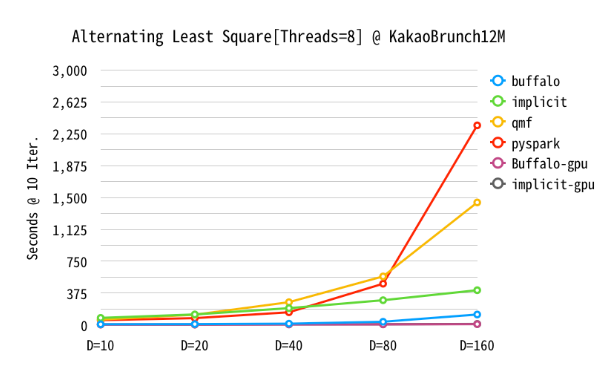 Alternating Least Square[Threads=8] @ KakaoBrunch12M
3,000
2,625
2,250
1,875
1,500
1,125
750
375
0
Seconds @ 10 Iter.
D=10
D=20
D=40
D=80
D=160
buffalo
implicit
qmf
pyspark
Buffalo-gpu
implicit-gpu